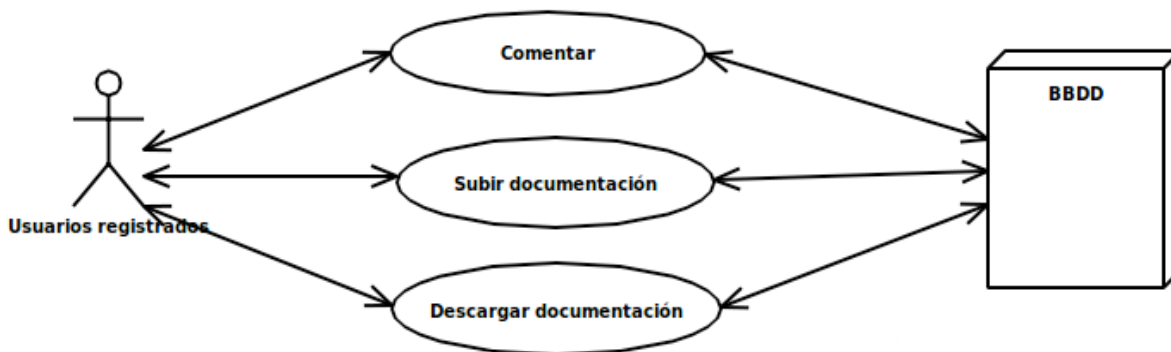 Comentar
BBDD
Subir documentación
Usuarios registrados
Descargar documentación